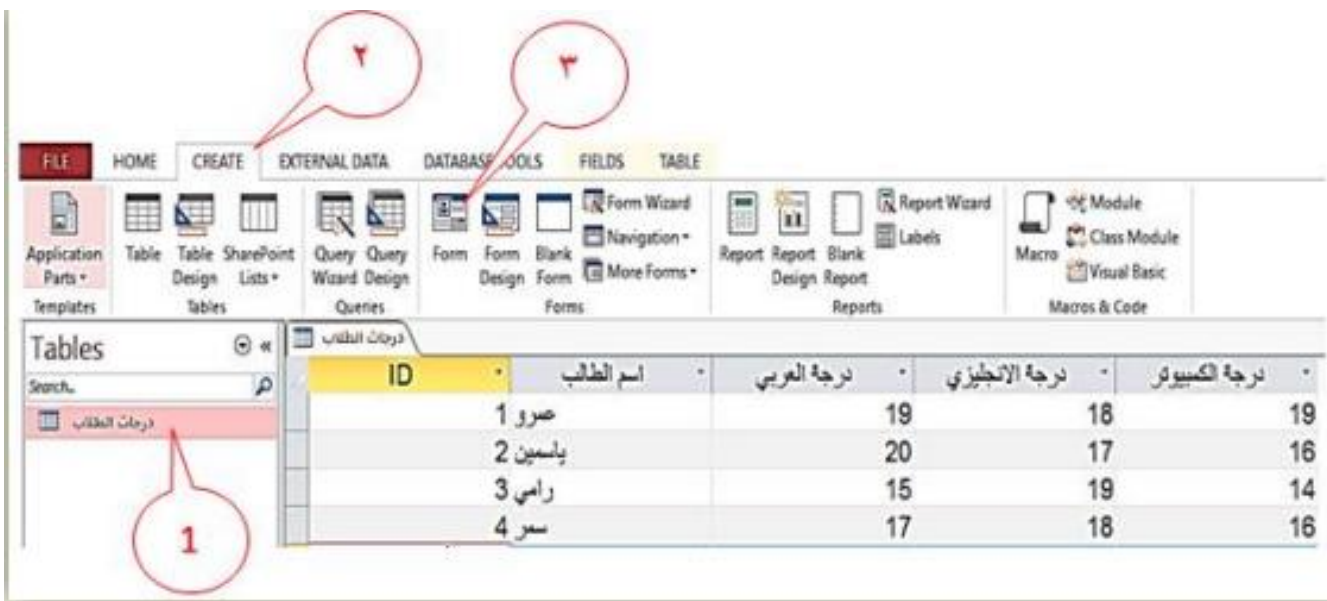 ٢ ٣
FILE HOME CREATE EXTERNAL DATA DATABASE TOOLS FIELDS TABLE
Application Parts Table Table Design SharePoint Lists Query Wizard Query Design Form Form Design Blank Form Form Wizard Navigation More Forms Report Report Design Blank Report Report Wizard Labels Macro Module Class Module Visual Basic
Templates Tables Queries Forms Reports Macros & Code
Tables
Search..
درجات الطلاب
1
درجات الطلاب
ID اسم الطالب درجة العربي درجة الانجليزي درجة الكمبيوتر
1 عمرو 19 18 19
2 ياسمين 20 17 16
3 رامي 15 19 14
4 سمر 17 18 16